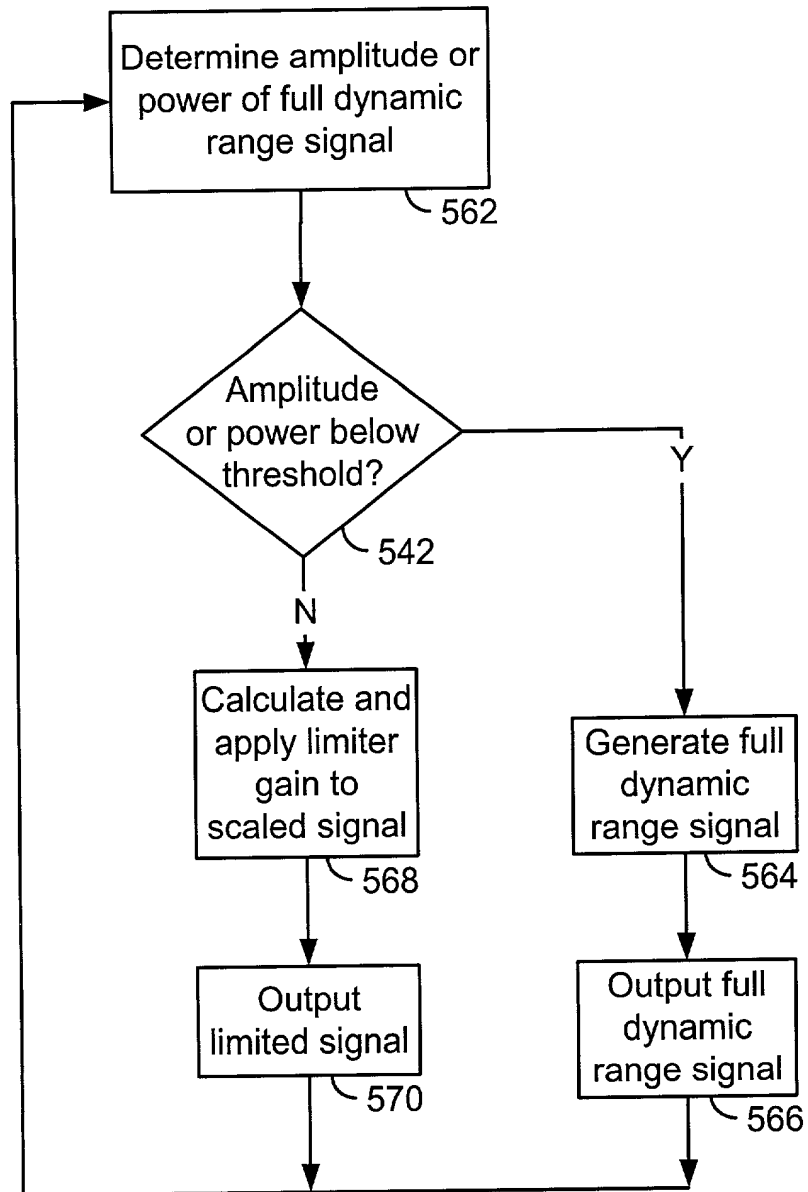 Determine amplitude or
power of full dynamic
range signal
562
Amplitude
or power below
threshold?
542
Y
N
Calculate and
apply limiter
gain to
scaled signal
568
Generate full
dynamic
range signal
564
Output
limited signal
570
Output full
dynamic
range signal
566